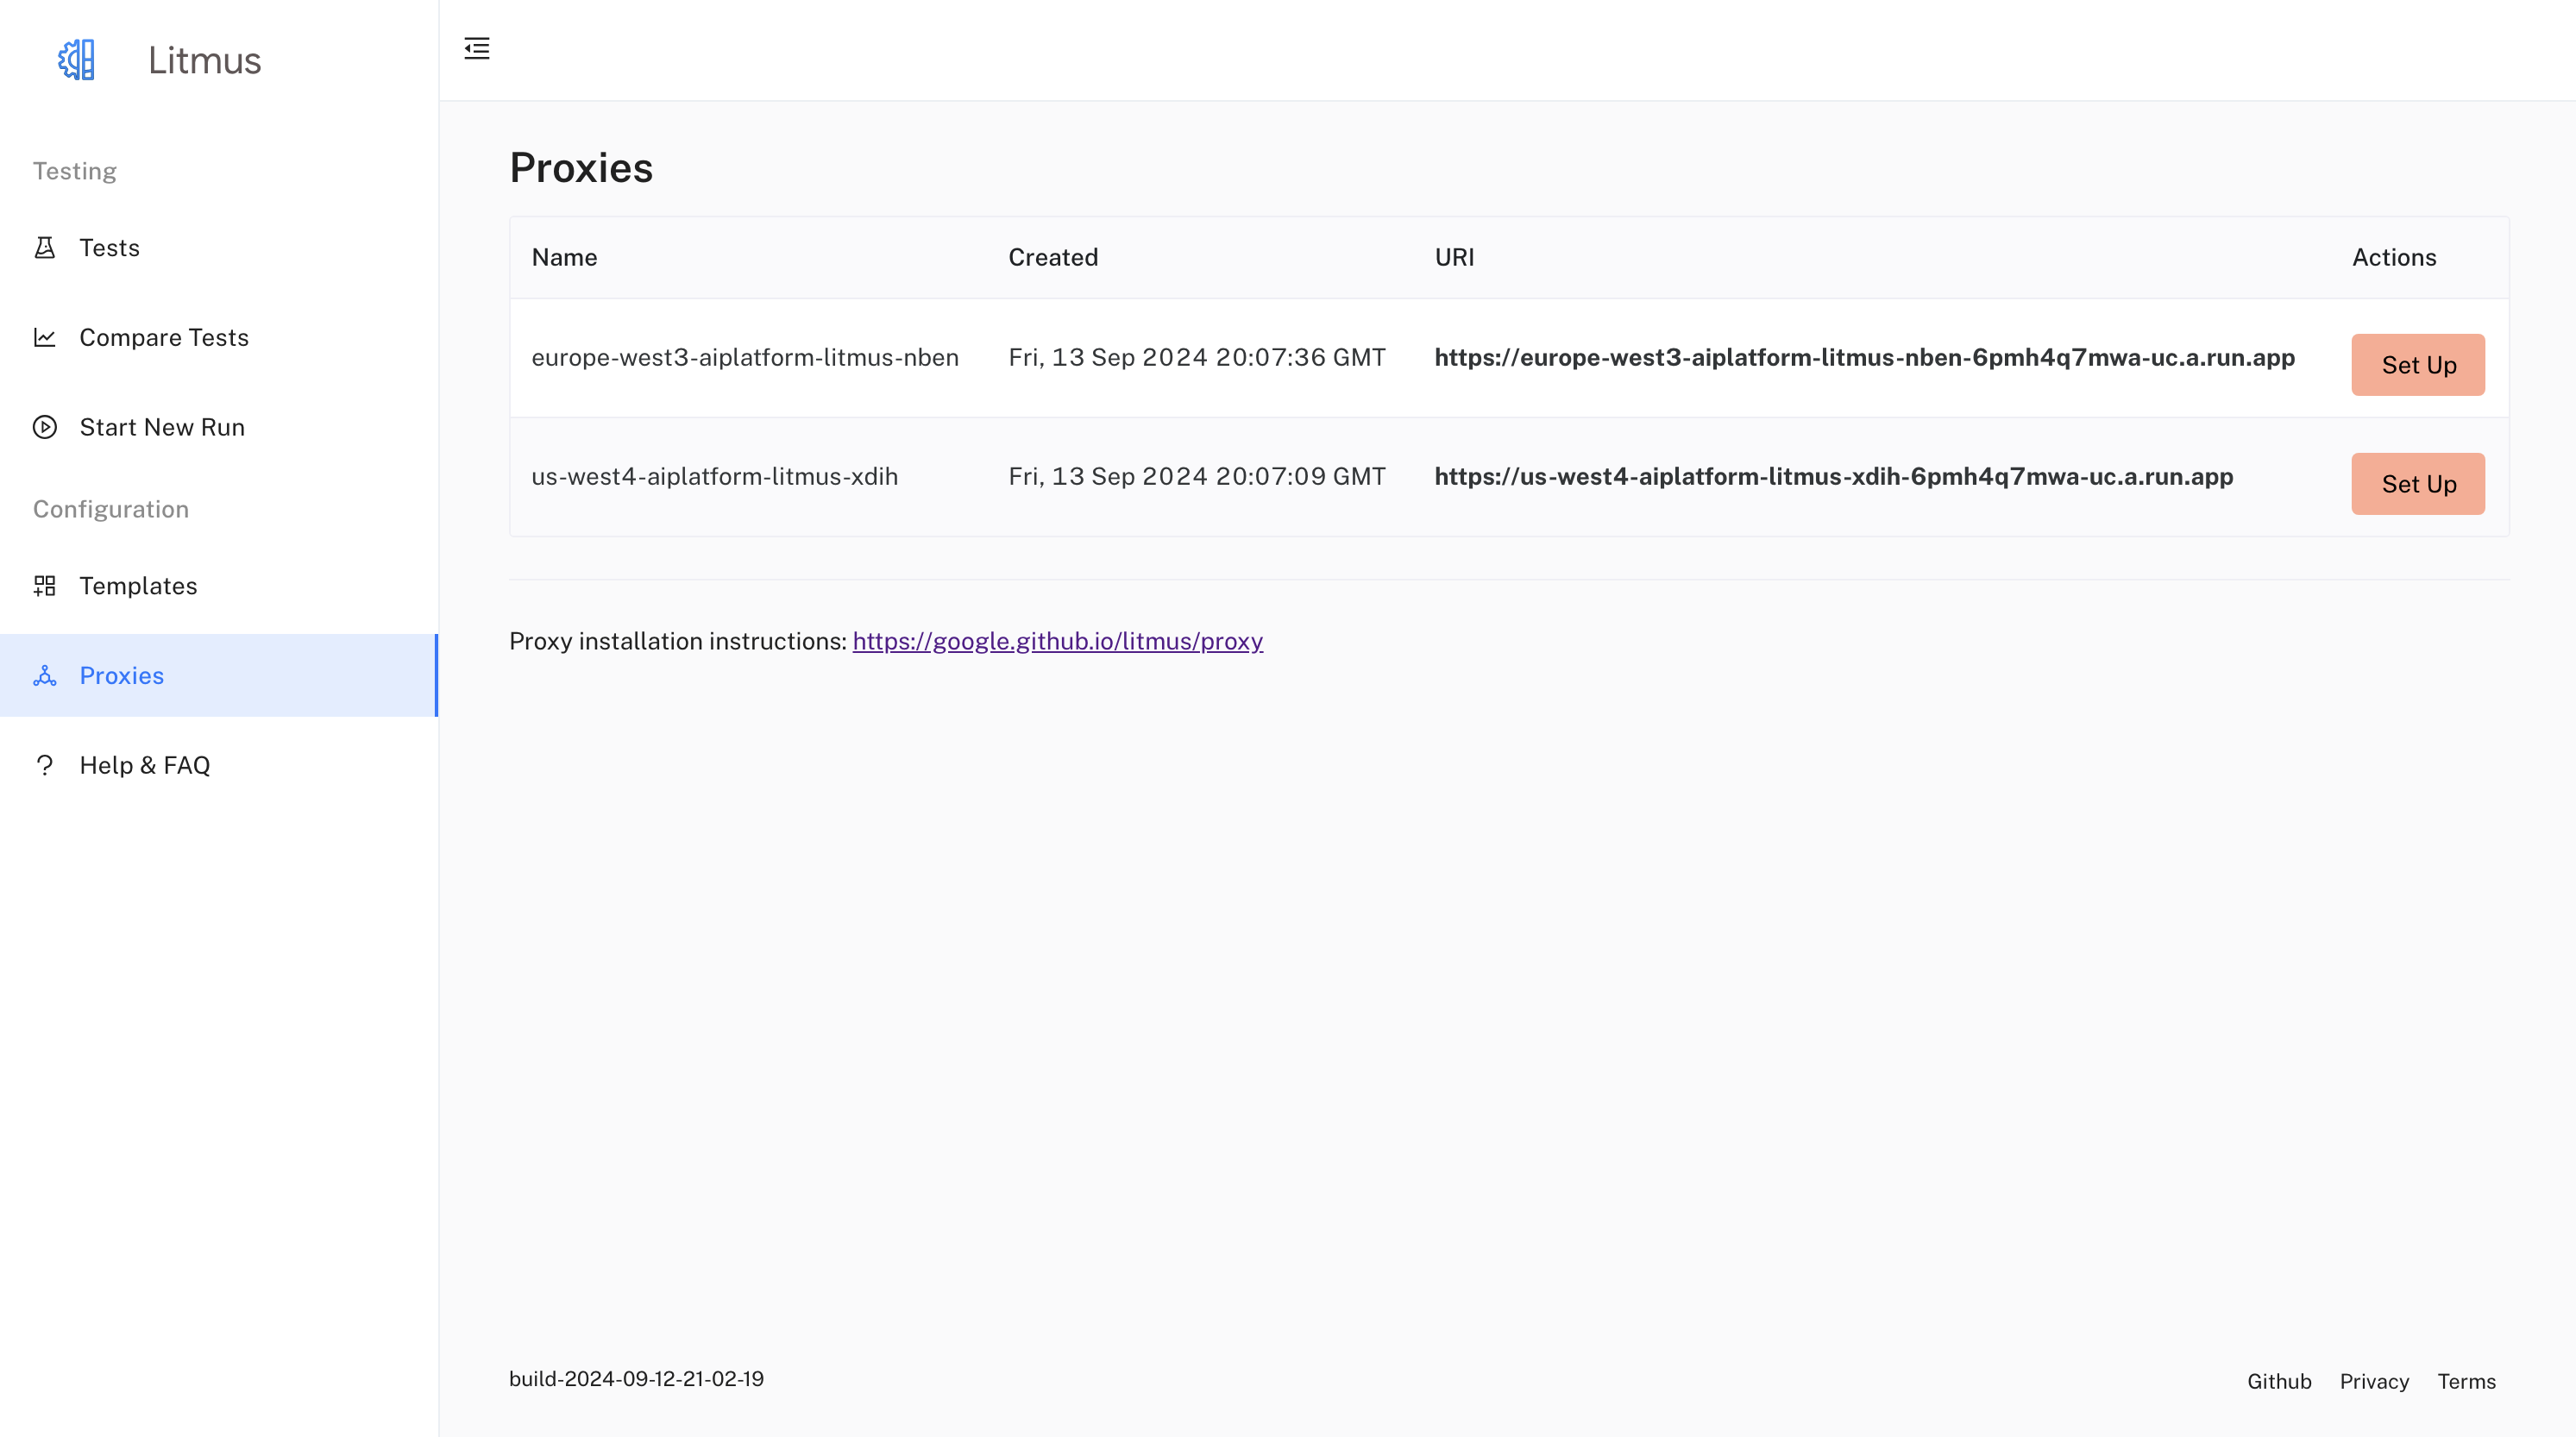 Litmus
Testing
Tests
Compare Tests
Start New Run
Configuration
Templates
Proxies
Help & FAQ
Proxies
Name Created URI Actions
europe-west3-aiplatform-litmus-nben Fri, 13 Sep 2024 20:07:36 GMT https://europe-west3-aiplatform-litmus-nben-6pmh4q7mwa-uc.a.run.app Set Up
us-west4-aiplatform-litmus-xdih Fri, 13 Sep 2024 20:07:09 GMT https://us-west4-aiplatform-litmus-xdih-6pmh4q7mwa-uc.a.run.app Set Up
Proxy installation instructions: https://google.github.io/litmus/proxy
build-2024-09-12-21-02-19
Github Privacy Terms